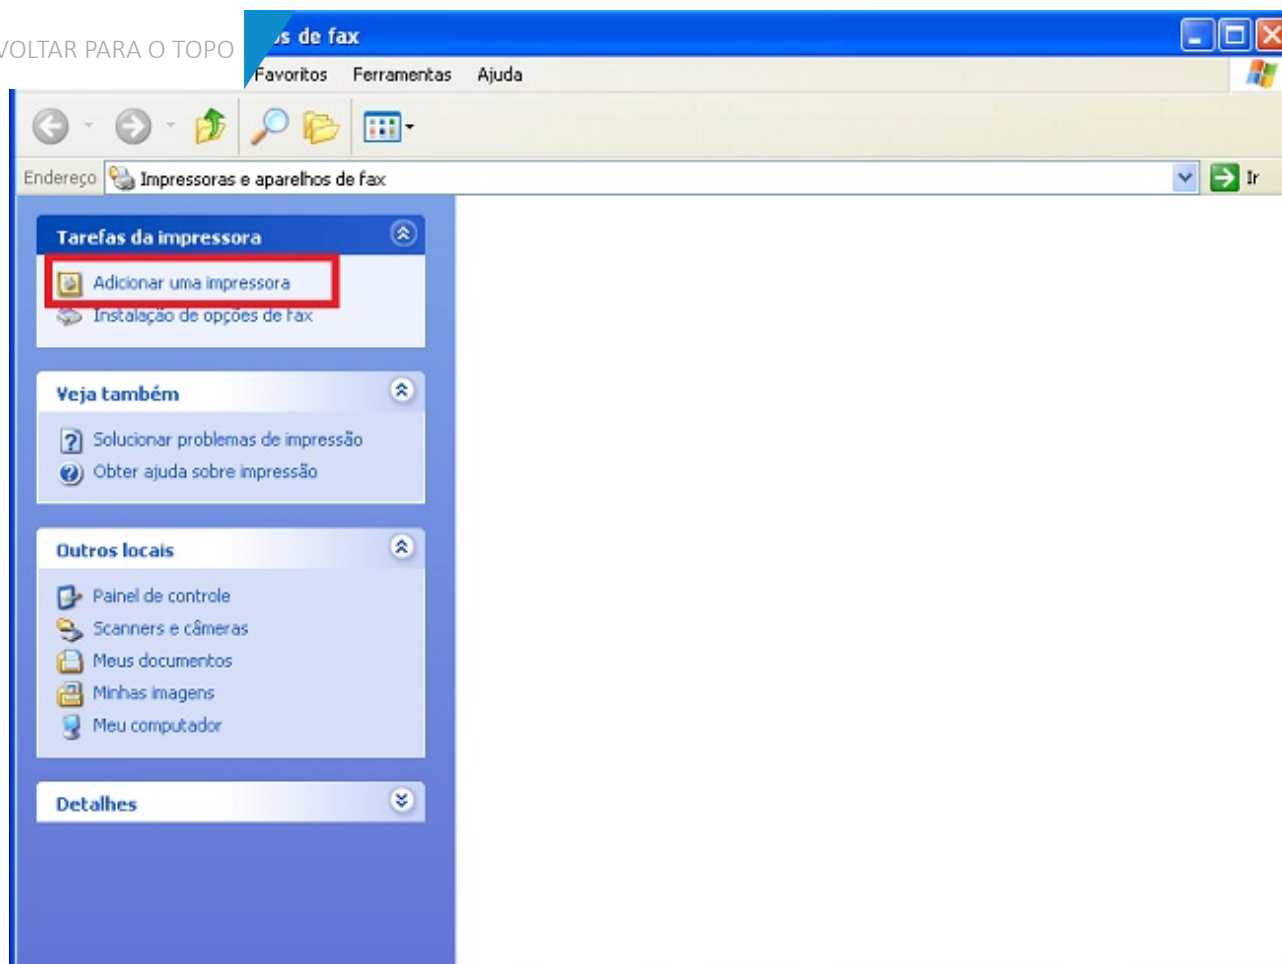 VOLTAR PARA O TOPO
os de fax
Favoritos Ferramentas Ajuda
Endereço Impressoras e aparelhos de fax Ir
Tarefas da impressora
Adicionar uma impressora
Instalação de opções de fax
Veja também
Solucionar problemas de impressão
Obter ajuda sobre impressão
Outros locais
Painel de controle
Scanners e câmeras
Meus documentos
Minhas imagens
Meu computador
Detalhes